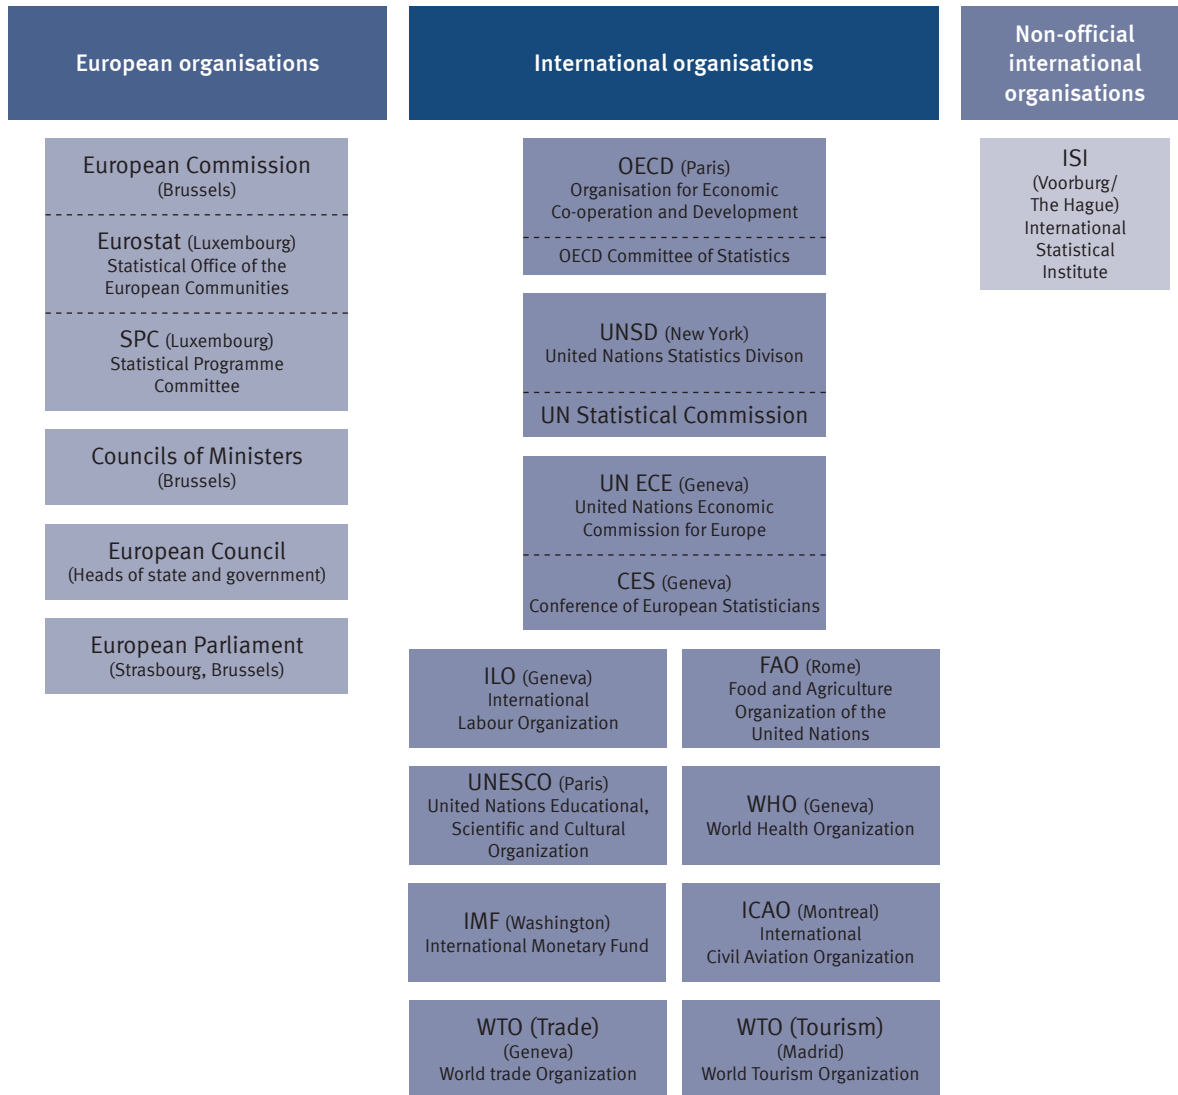 European organisations
European Commission
(Brussels)
Eurostat (Luxembourg)
Statistical Office of the
European Communities
SPC (Luxembourg)
Statistical Programme
Committee
Councils of Ministers
(Brussels)
European Council
(Heads of state and government)
European Parliament
(Strasbourg, Brussels)
International organisations
OECD (Paris)
Organisation for Economic
Co-operation and Development
OECD Committee of Statistics
UNSD (New York)
United Nations Statistics Divison
UN Statistical Commission
UN ECE (Geneva)
United Nations Economic
Commission for Europe
CES (Geneva)
Conference of European Statisticians
ILO (Geneva)
International
Labour Organization
FAO (Rome)
Food and Agriculture
Organization of the
United Nations
UNESCO (Paris)
United Nations Educational,
Scientific and Cultural
Organization
WHO (Geneva)
World Health Organization
IMF (Washington)
International Monetary Fund
ICAO (Montreal)
International
Civil Aviation Organization
WTO (Trade)
(Geneva)
World trade Organization
WTO (Tourism)
(Madrid)
World Tourism Organization
Non-official
international
organisations
ISI
(Voorburg/
The Hague)
International
Statistical
Institute